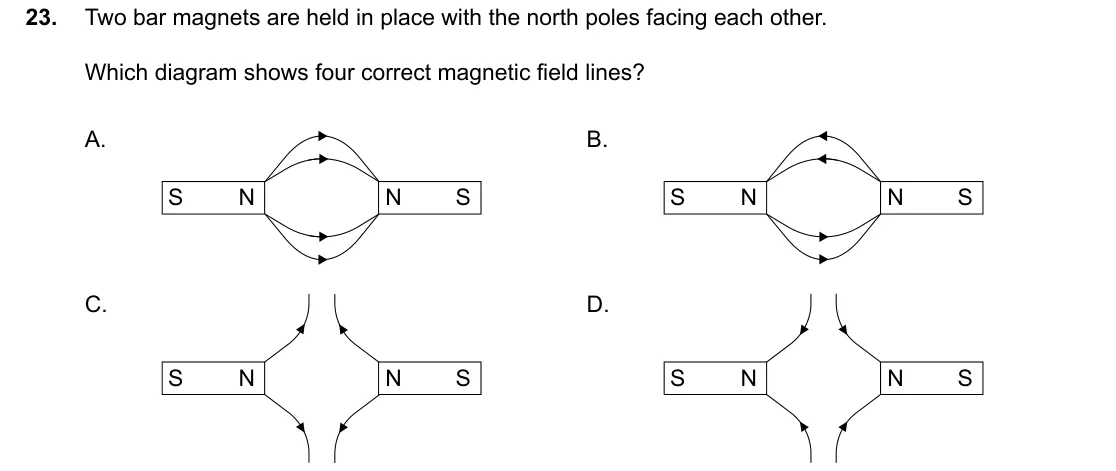 23. Two bar magnets are held in place with the north poles facing each other.
Which diagram shows four correct magnetic field lines?
A.
S N N S
B.
S N N S
C.
S N N S
D.
S N N S